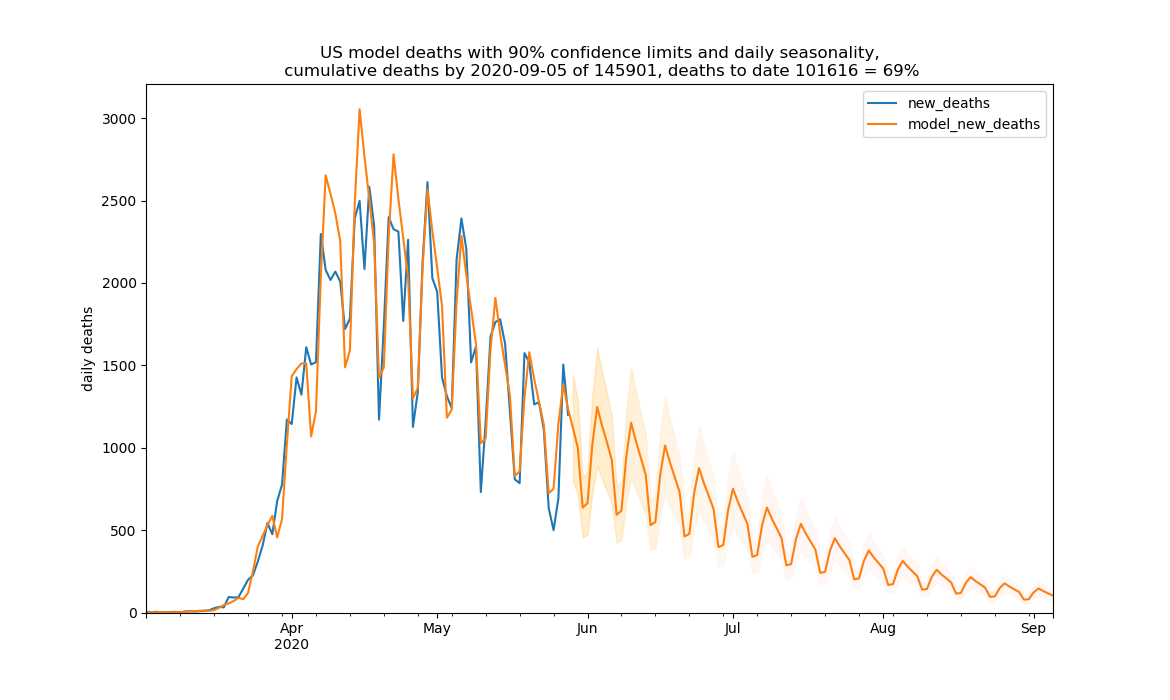 US model deaths with 90% confidence limits and daily seasonality,
cumulative deaths by 2020-09-05 of 145901, deaths to date 101616 = 69%
new_deaths
model_new_deaths
daily deaths
3000
2500
2000
1500
1000
500
0
Apr
2020
May
Jun
Jul
Aug
Sep